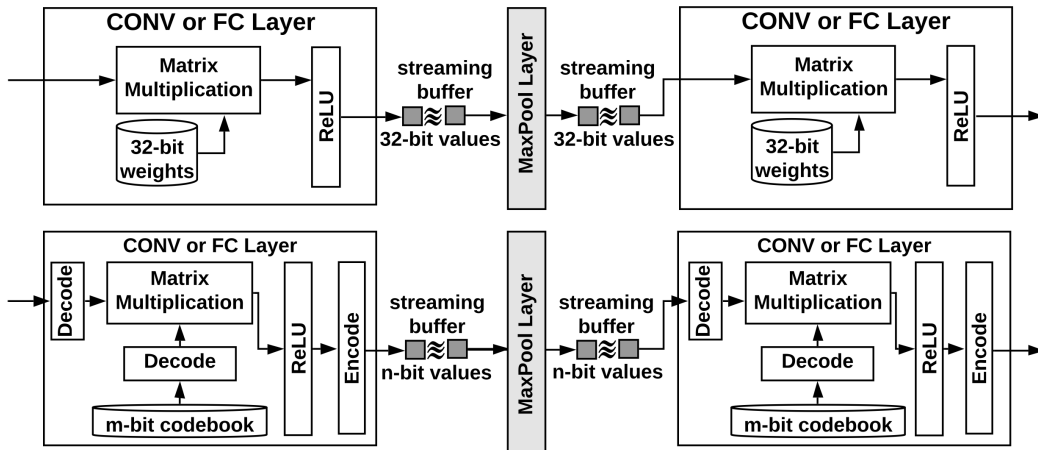 CONV or FC Layer
Matrix
Multiplication
32-bit
weights
ReLU
streaming
buffer
32-bit values
MaxPool Layer
streaming
buffer
32-bit values
CONV or FC Layer
Matrix
Multiplication
32-bit
weights
ReLU
CONV or FC Layer
Decode
Matrix
Multiplication
Decode
m-bit codebook
ReLU
Encode
streaming
buffer
n-bit values
MaxPool Layer
streaming
buffer
n-bit values
CONV or FC Layer
Decode
Matrix
Multiplication
Decode
m-bit codebook
ReLU
Encode